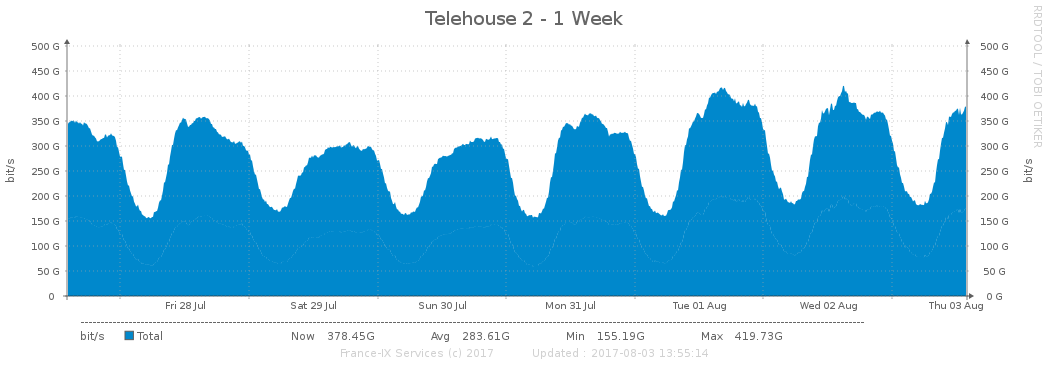 Telehouse 2 - 1 Week
RRDTOOL / TOBI OETIKER
500 G 500 G
450 G 450 G
400 G 400 G
350 G 350 G
300 G 300 G
250 G 250 G
200 G 200 G
150 G 150 G
100 G 100 G
50 G 50 G
0 0 G
bit/s bit/s
Fri 28 Jul Sat 29 Jul Sun 30 Jul Mon 31 Jul Tue 01 Aug Wed 02 Aug Thu 03 Aug
bit/s Total Now 378.45G Avg 283.61G Min 155.19G Max 419.73G
France-IX Services (c) 2017 Updated : 2017-08-03 13:55:14